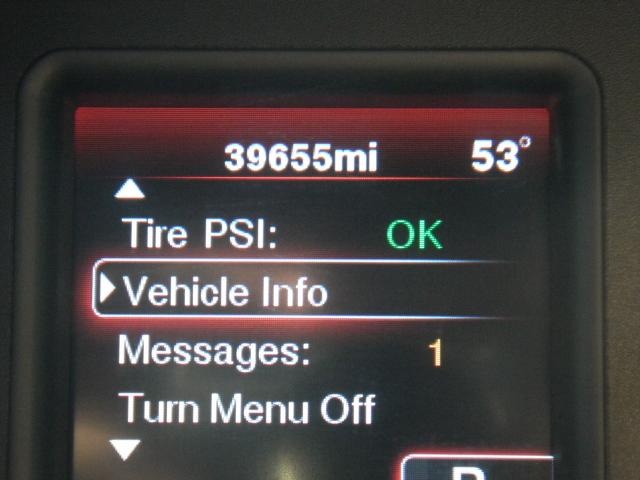 39655mi 53°
Tire PSI: OK
Vehicle Info
Messages: 1
Turn Menu Off